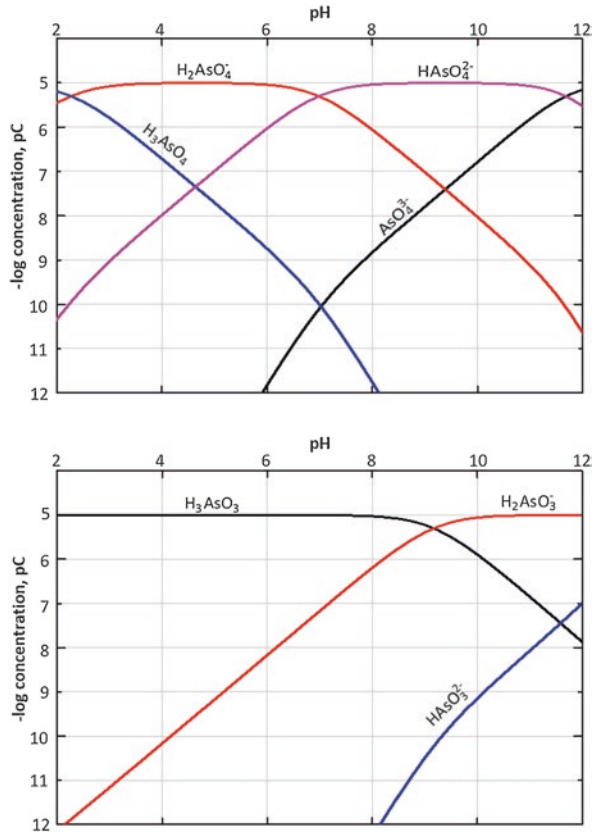 pH
2 4 6 8 10 12
H₂AsO₄⁻ HAsO₄²⁻
5
H₃AsO₄
6
7
AsO₄³⁻
8
9
10
11
12
-log concentration, pC
pH
2 4 6 8 10 12
H₃AsO₃ H₂AsO₃⁻
5
6
7
8
HAsO₃²⁻
9
10
11
12
-log concentration, pC